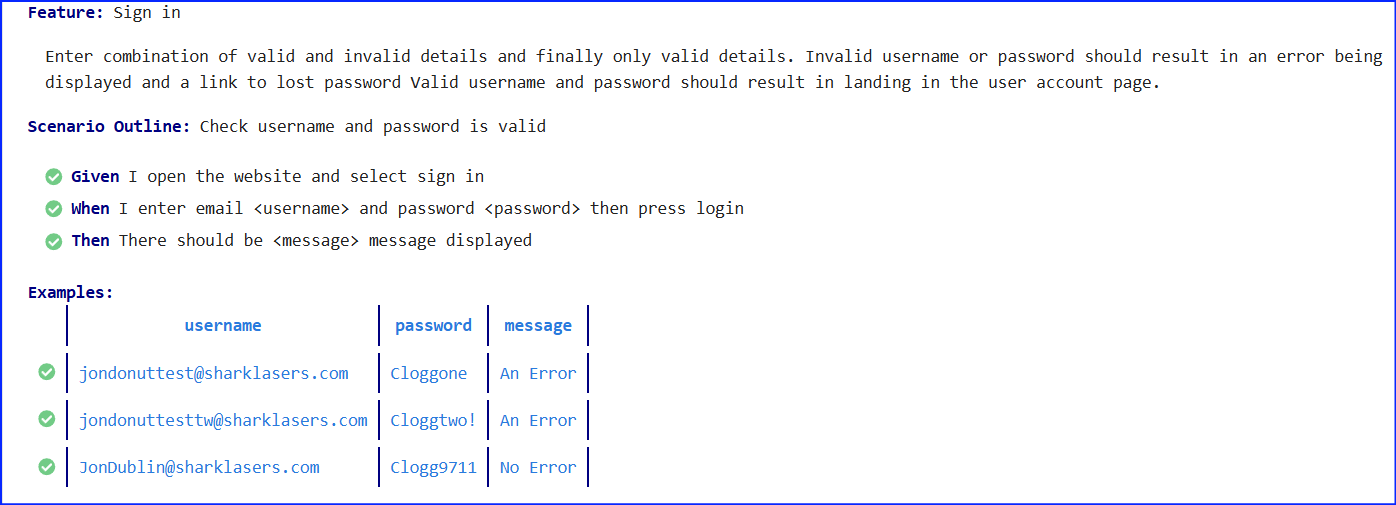 Feature: Sign in
Enter combination of valid and invalid details and finally only valid details. Invalid username or password should result in an error being
displayed and a link to lost password Valid username and password should result in landing in the user account page.
Scenario Outline: Check username and password is valid
Given I open the website and select sign in
When I enter email <username> and password <password> then press login
Then There should be <message> message displayed
Examples:
username password message
jondonuttest@sharklasers.com Cloggone An Error
jondonuttesttw@sharklasers.com Cloggtwo! An Error
JonDublin@sharklasers.com Clogg9711 No Error